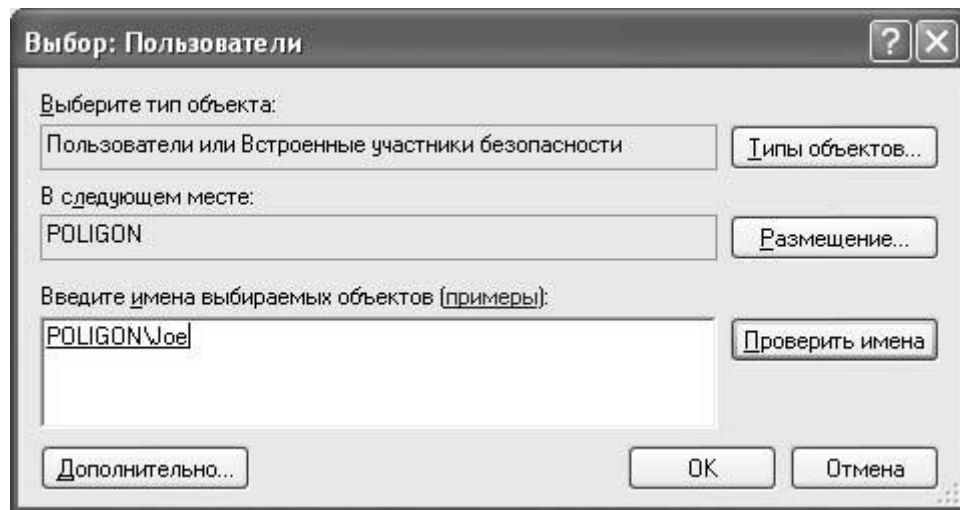 Выбор: Пользователи
Выберите тип объекта:
Пользователи или Встроенные участники безопасности
Типы объектов...
В следующем месте:
POLIGON
Размещение...
Введите имена выбираемых объектов (примеры):
POLIGON\Joe
Проверить имена
Дополнительно...
OK
Отмена